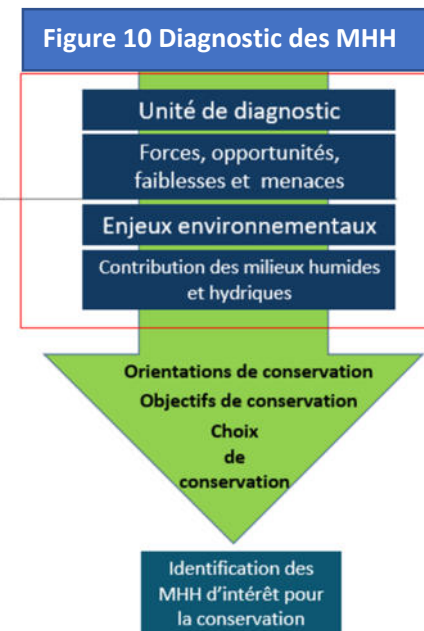 Figure 10 Diagnostic des MHH
Unité de diagnostic
Forces, opportunités,
faiblesses et menaces
Enjeux environnementaux
Contribution des milieux humides
et hydriques
Orientations de conservation
Objectifs de conservation
Choix
de
conservation
Identification des
MHH d'intérêt pour
la conservation